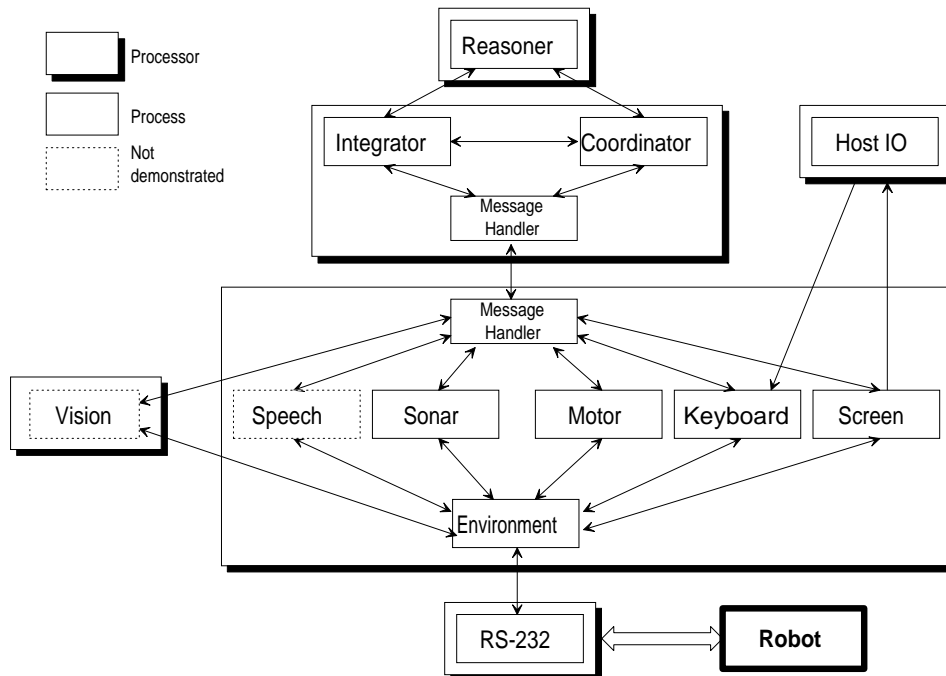 Processor
Process
Not
demonstrated
Reasoner
Integrator
Coordinator
Message
Handler
Host IO
Message
Handler
Vision
Speech
Sonar
Motor
Keyboard
Screen
Environment
RS-232
Robot